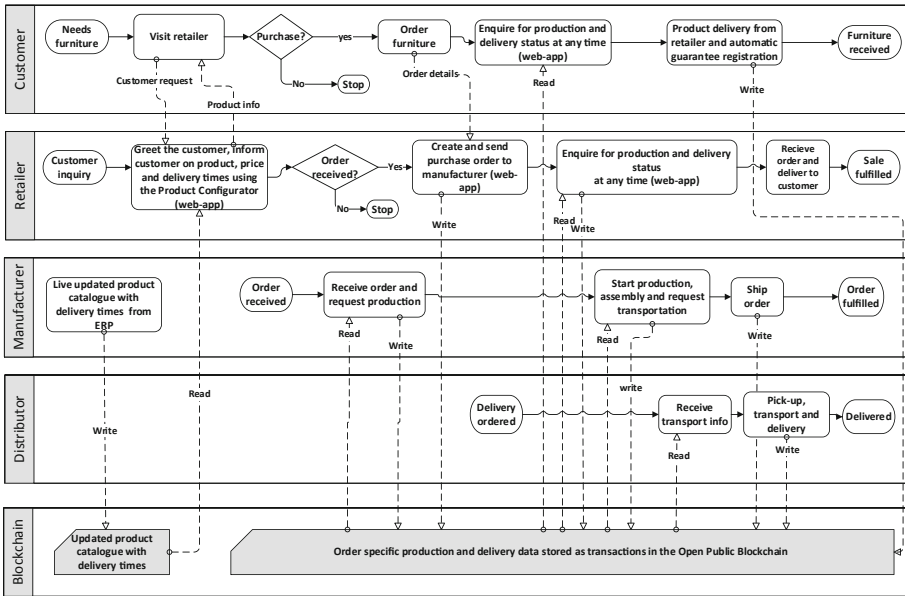 Customer
Needs
furniture
Visit retailer
Purchase?
yes
Order
furniture
Enquire for production and
delivery status at any time
(web-app)
Product delivery from
retailer and automatic
guarantee registration
Furniture
received
No
Stop
Customer request
Product info
Order details
Read
Write
Retailer
Customer
inquiry
Greet the customer, inform
customer on product, price
and delivery times using
the Product Configurator
(web-app)
Order
received?
Yes
Create and send
purchase order to
manufacturer (web-
app)
Enquire for production and delivery
status
at any time (web-app)
Recieve
order and
deliver to
customer
Sale
fulfilled
No
Stop
Write
Read
Write
Manufacturer
Live updated product
catalogue with
delivery times from
ERP
Order
received
Receive order and
request production
Start production,
assembly and request
transportation
Ship
order
Order
fulfilled
Read
Write
Read
Write
write
Read
Distributor
Delivery
ordered
Receive
transport info
Pick-up,
transport and
delivery
Delivered
Write
Read
Write
Blockchain
Updated product
catalogue with
delivery times
Order specific production and delivery data stored as transactions in the Open Public Blockchain